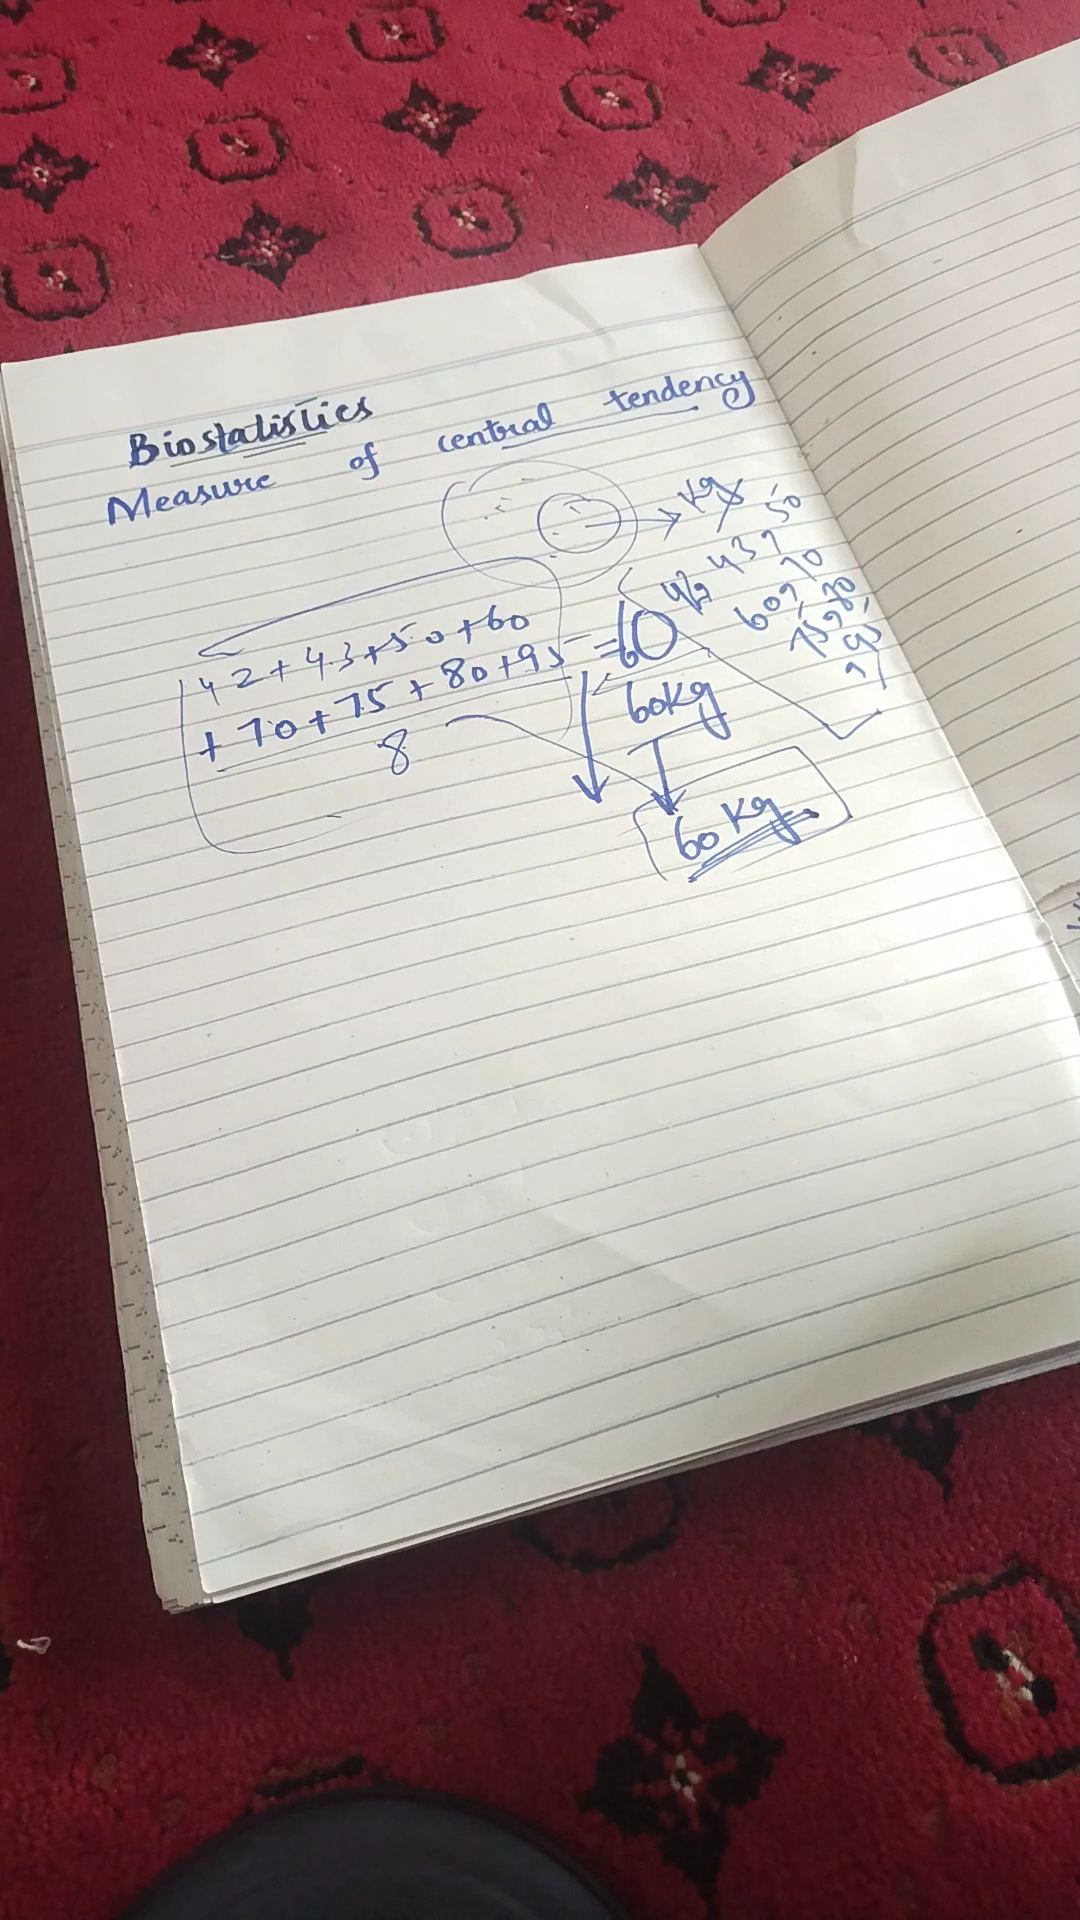 Biostatistics
Measure of central tendency
Kg
42, 43, 50
60, 70
75, 80
95
42+43+50+60
+70+75+80+95 = 60
8
60kg
60 Kg